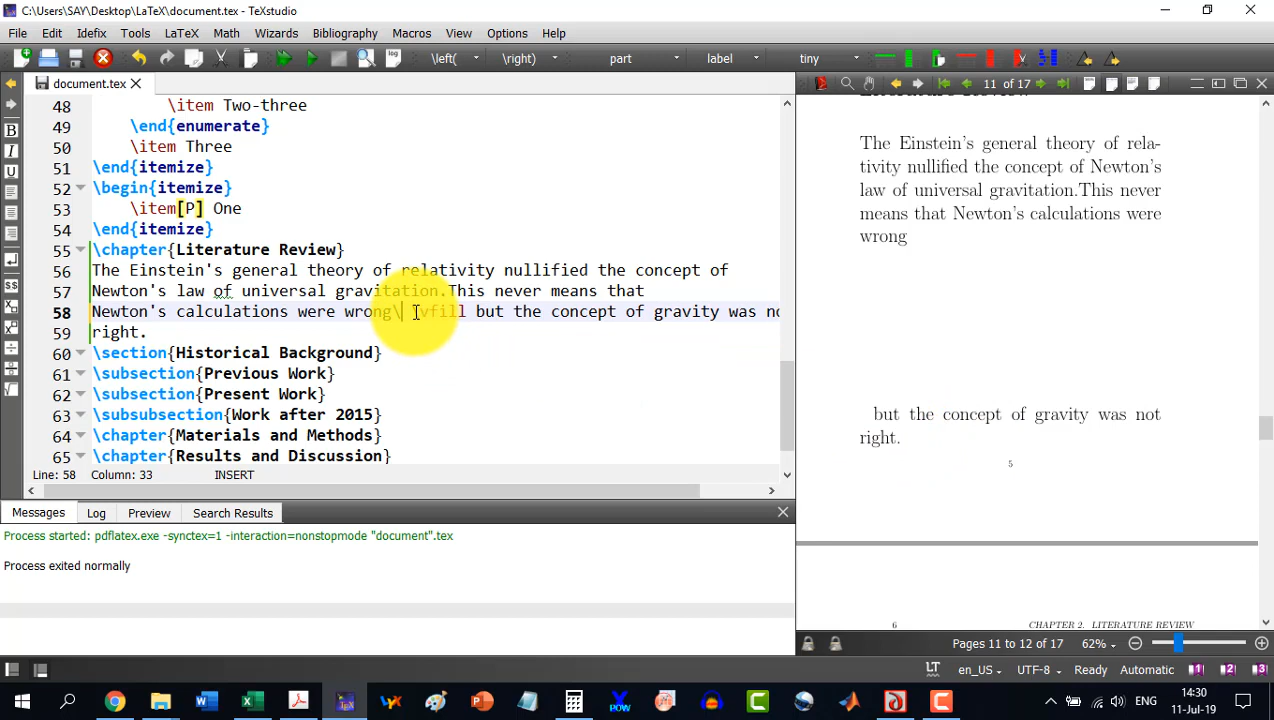 C:\Users\SAY\Desktop\LaTeX\document.tex - TeXstudio
File Edit Idefix Tools LaTeX Math Wizards Bibliography Macros View Options Help
\left( \right) part label tiny
document.tex
11 of 17
48 \item Two-three
49 \end{enumerate}
50 \item Three
51 \end{itemize}
52 \begin{itemize}
53 \item[P] One
54 \end{itemize}
55 \chapter{Literature Review}
56 The Einstein's general theory of relativity nullified the concept of
57 Newton's law of universal gravitation.This never means that
58 Newton's calculations were wrong\ \vfill but the concept of gravity was no
59 right.
60 \section{Historical Background}
61 \subsection{Previous Work}
62 \subsection{Present Work}
63 \subsubsection{Work after 2015}
64 \chapter{Materials and Methods}
65 \chapter{Results and Discussion}
Line: 58 Column: 33 INSERT
Messages Log Preview Search Results
Process started: pdflatex.exe -synctex=1 -interaction=nonstopmode "document".tex
Process exited normally
The Einstein's general theory of rela-
tivity nullified the concept of Newton's
law of universal gravitation.This never
means that Newton's calculations were
wrong
but the concept of gravity was not
right.
5
6 CHAPTER 2. LITERATURE REVIEW
Pages 11 to 12 of 17 62%
en_US UTF-8 Ready Automatic 1 2 3
ENG
14:30
11-Jul-19